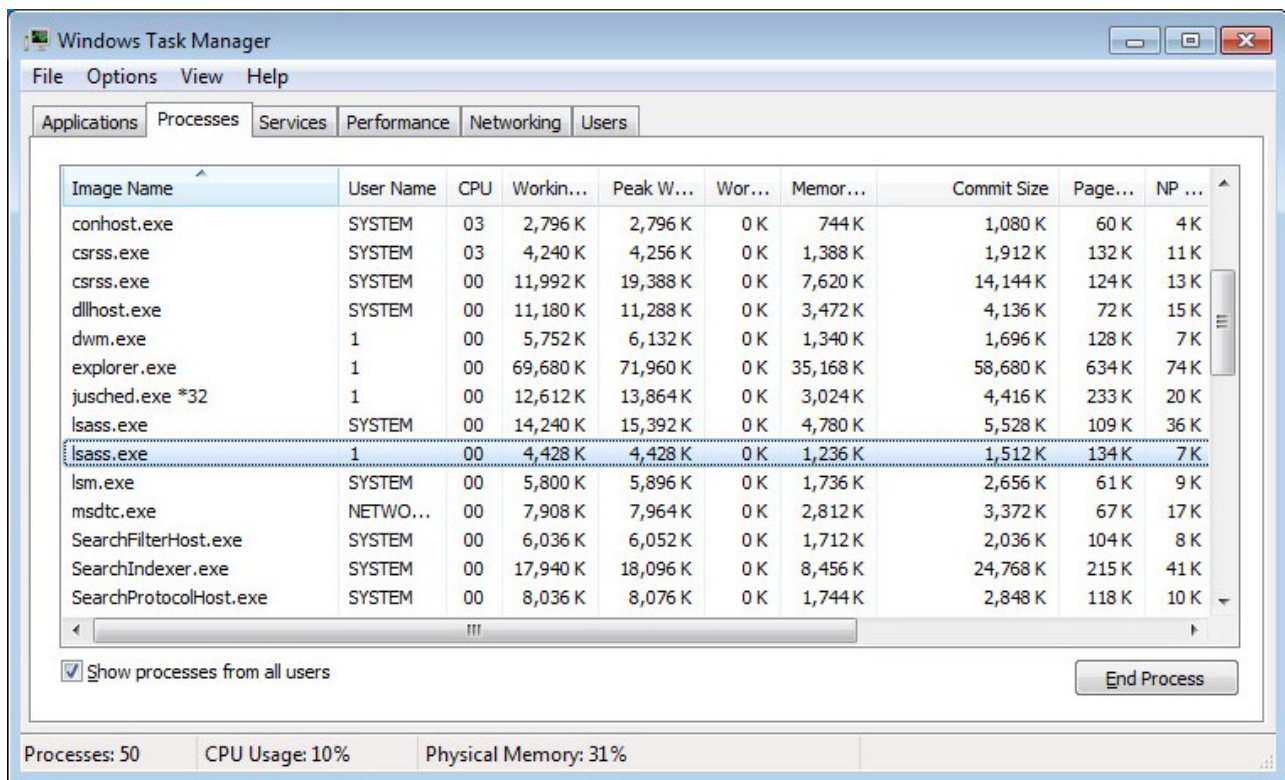 Windows Task Manager
File Options View Help
Applications Processes Services Performance Networking Users
Image Name User Name CPU Workin... Peak W... Wor... Memor... Commit Size Page... NP ...
conhost.exe SYSTEM 03 2,796 K 2,796 K 0 K 744 K 1,080 K 60 K 4 K
csrss.exe SYSTEM 03 4,240 K 4,256 K 0 K 1,388 K 1,912 K 132 K 11 K
csrss.exe SYSTEM 00 11,992 K 19,388 K 0 K 7,620 K 14,144 K 124 K 13 K
dllhost.exe SYSTEM 00 11,180 K 11,288 K 0 K 3,472 K 4,136 K 72 K 15 K
dwm.exe 1 00 5,752 K 6,132 K 0 K 1,340 K 1,696 K 128 K 7 K
explorer.exe 1 00 69,680 K 71,960 K 0 K 35,168 K 58,680 K 634 K 74 K
jusched.exe *32 1 00 12,612 K 13,864 K 0 K 3,024 K 4,416 K 233 K 20 K
lsass.exe SYSTEM 00 14,240 K 15,392 K 0 K 4,780 K 5,528 K 109 K 36 K
lsass.exe 1 00 4,428 K 4,428 K 0 K 1,236 K 1,512 K 134 K 7 K
lsm.exe SYSTEM 00 5,800 K 5,896 K 0 K 1,736 K 2,656 K 61 K 9 K
msdtc.exe NETWO... 00 7,908 K 7,964 K 0 K 2,812 K 3,372 K 67 K 17 K
SearchFilterHost.exe SYSTEM 00 6,036 K 6,052 K 0 K 1,712 K 2,036 K 104 K 8 K
SearchIndexer.exe SYSTEM 00 17,940 K 18,096 K 0 K 8,456 K 24,768 K 215 K 41 K
SearchProtocolHost.exe SYSTEM 00 8,036 K 8,076 K 0 K 1,744 K 2,848 K 118 K 10 K
Show processes from all users
End Process
Processes: 50 CPU Usage: 10% Physical Memory: 31%